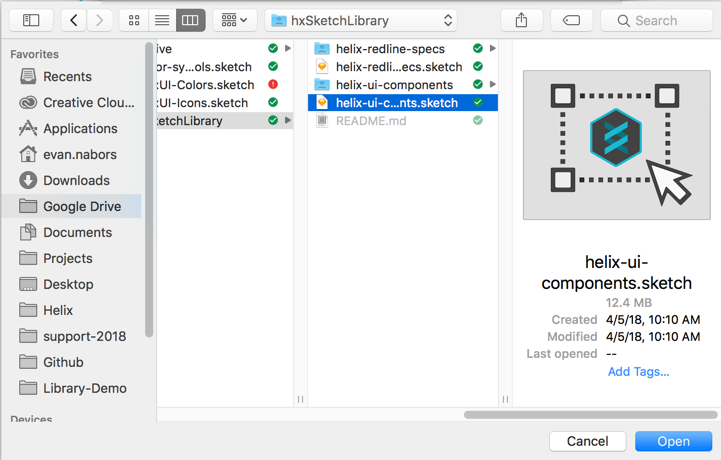 hxSketchLibrary
Search
Favorites
Recents
Creative Clou...
Applications
evan.nabors
Downloads
Google Drive
Documents
Projects
Desktop
Helix
support-2018
Github
Library-Demo
Devices
ive
or-sy...ols.sketch
xUI-Colors.sketch
xUI-Icons.sketch
ketchLibrary
helix-redline-specs
helix-redli...ecs.sketch
helix-ui-components
helix-ui-c...nts.sketch
README.md
helix-ui-
components.sketch
12.4 MB
Created 4/5/18, 10:10 AM
Modified 4/5/18, 10:10 AM
Last opened --
Add Tags...
Cancel
Open